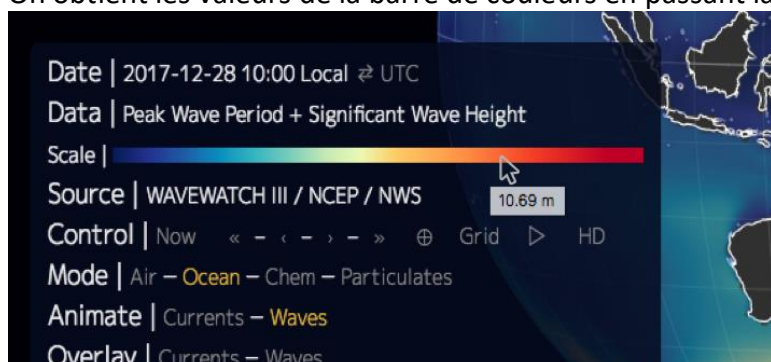 On obtient les valeurs de la barre de couleurs en passant la
Date | 2017-12-28 10:00 Local ⇄ UTC
Data | Peak Wave Period + Significant Wave Height
Scale |
10.69 m
Source | WAVEWATCH III / NCEP / NWS
Control | Now « – ‹ – › – » ⊕ Grid ▷ HD
Mode | Air – Ocean – Chem – Particulates
Animate | Currents – Waves
Overlay | Currents – Waves